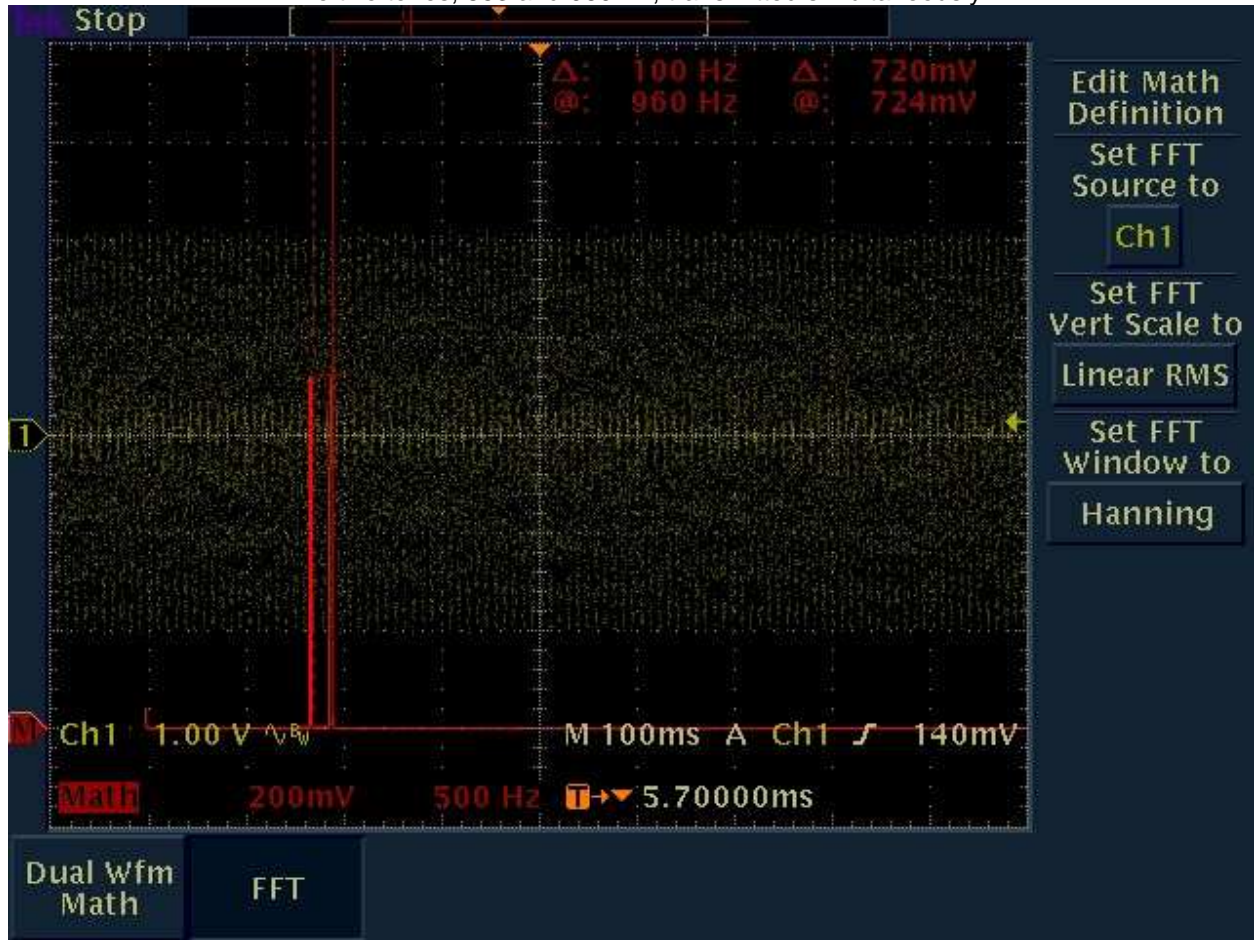 Stop
Δ: 100 Hz Δ: 720mV
@: 960 Hz @: 724mV
Edit Math
Definition
Set FFT
Source to
Ch1
Set FFT
Vert Scale to
Linear RMS
Set FFT
Window to
Hanning
1
M
Ch1 1.00 V BW M 100ms A Ch1 140mV
Math 200mV 500 Hz T 5.70000ms
Dual Wfm
Math
FFT